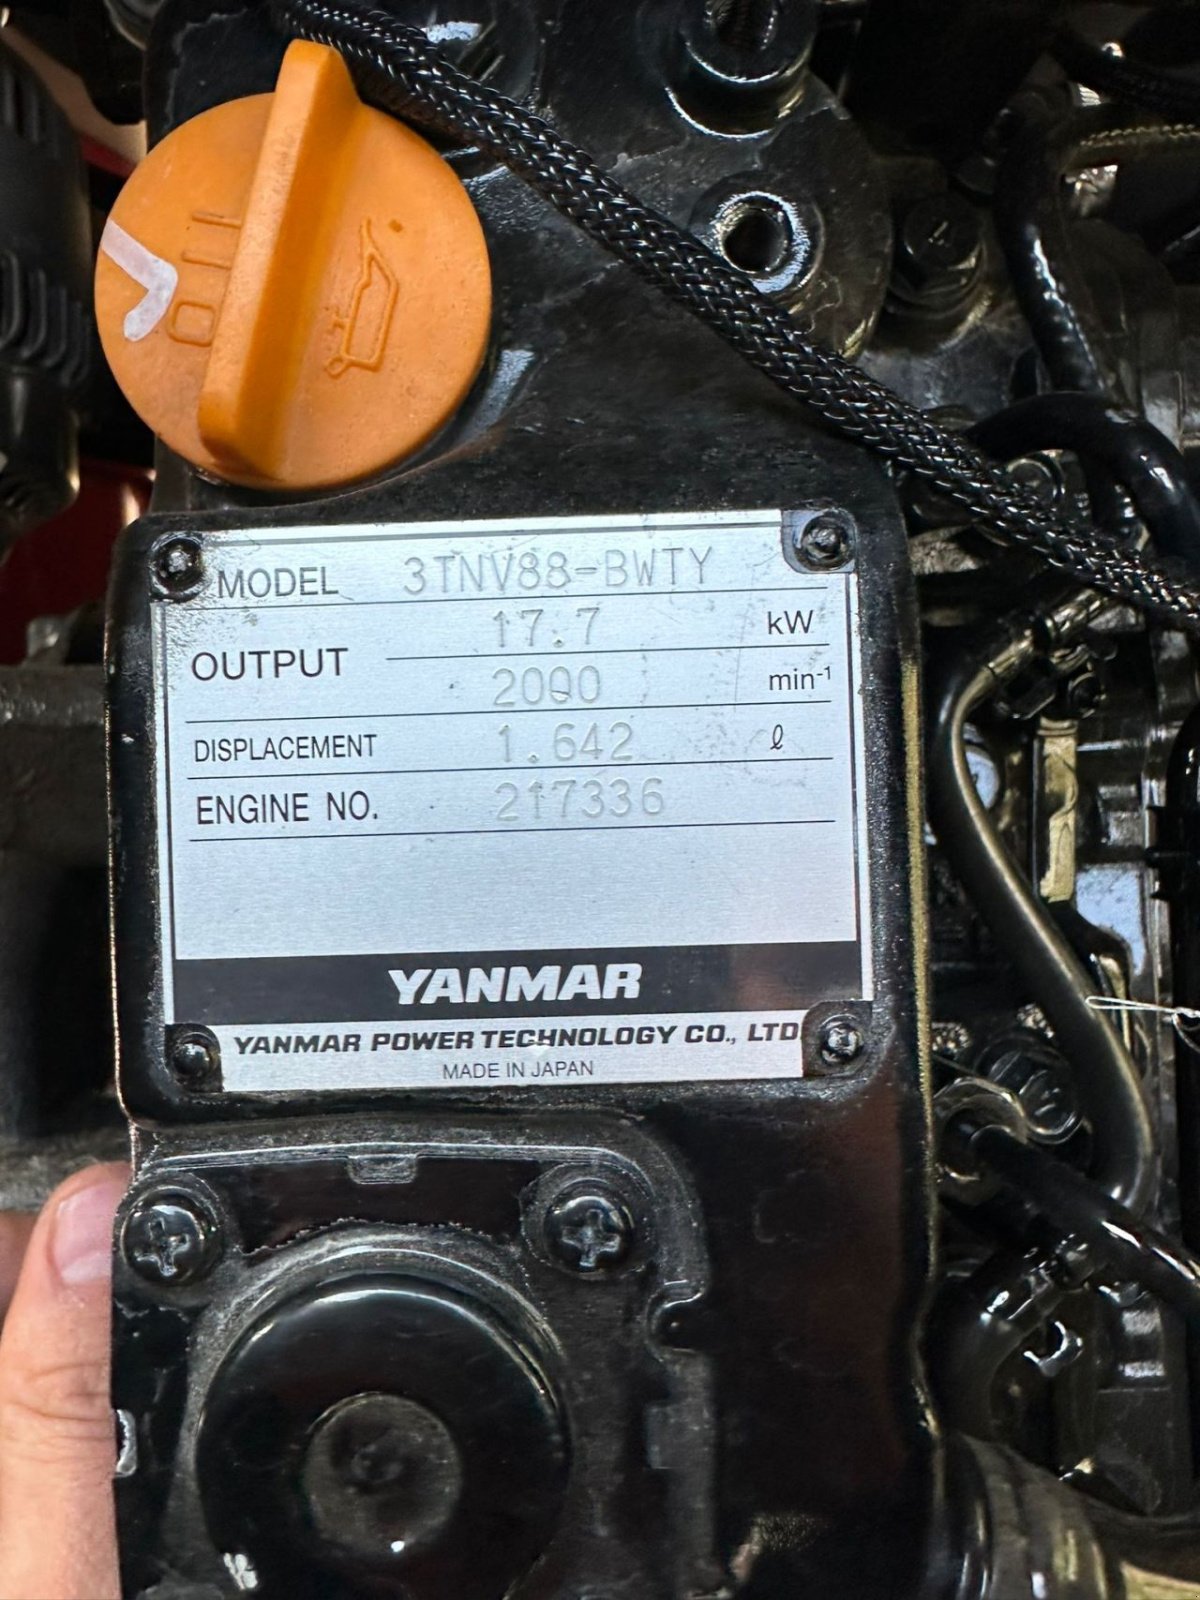 OIL
MODEL 3TNV88-BWTY
OUTPUT 17.7 kW
2000 min-1
DISPLACEMENT 1.642 ℓ
ENGINE NO. 217336
YANMAR
YANMAR POWER TECHNOLOGY CO., LTD
MADE IN JAPAN